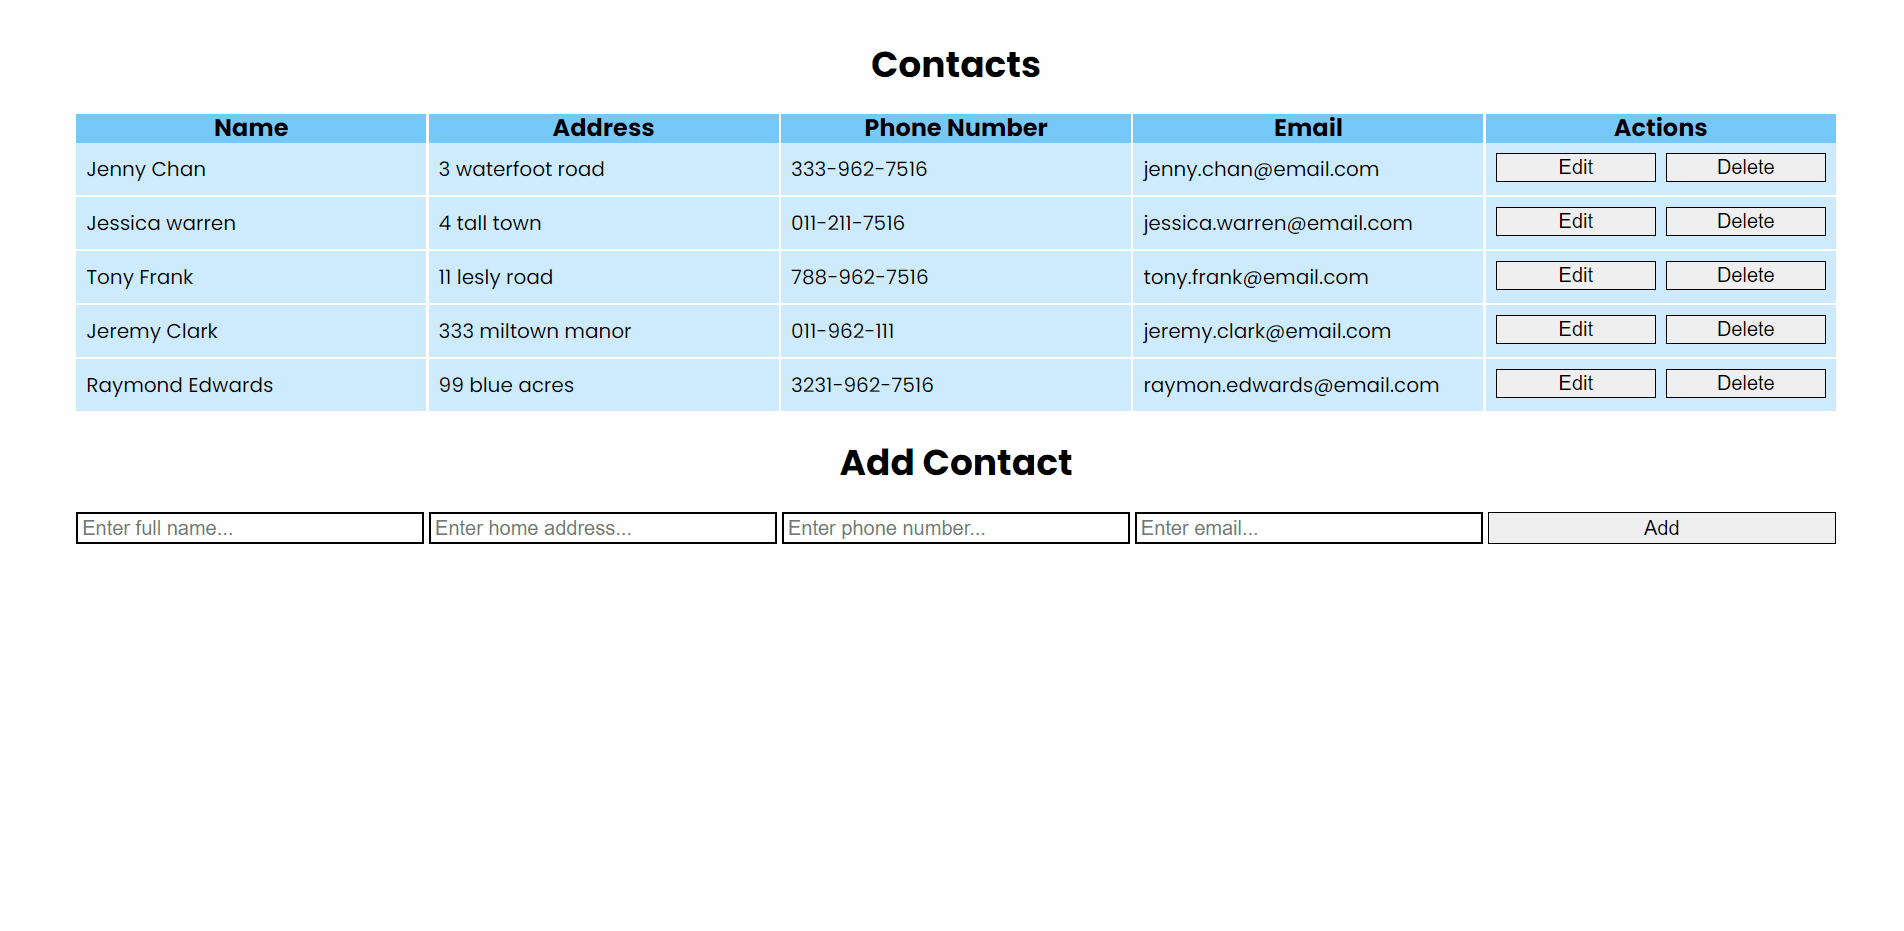 Contacts
Name Address Phone Number Email Actions
Jenny Chan 3 waterfoot road 333-962-7516 jenny.chan@email.com Edit Delete
Jessica warren 4 tall town 011-211-7516 jessica.warren@email.com Edit Delete
Tony Frank 11 lesly road 788-962-7516 tony.frank@email.com Edit Delete
Jeremy Clark 333 miltown manor 011-962-111 jeremy.clark@email.com Edit Delete
Raymond Edwards 99 blue acres 3231-962-7516 raymon.edwards@email.com Edit Delete
Add Contact
Enter full name... Enter home address... Enter phone number... Enter email... Add